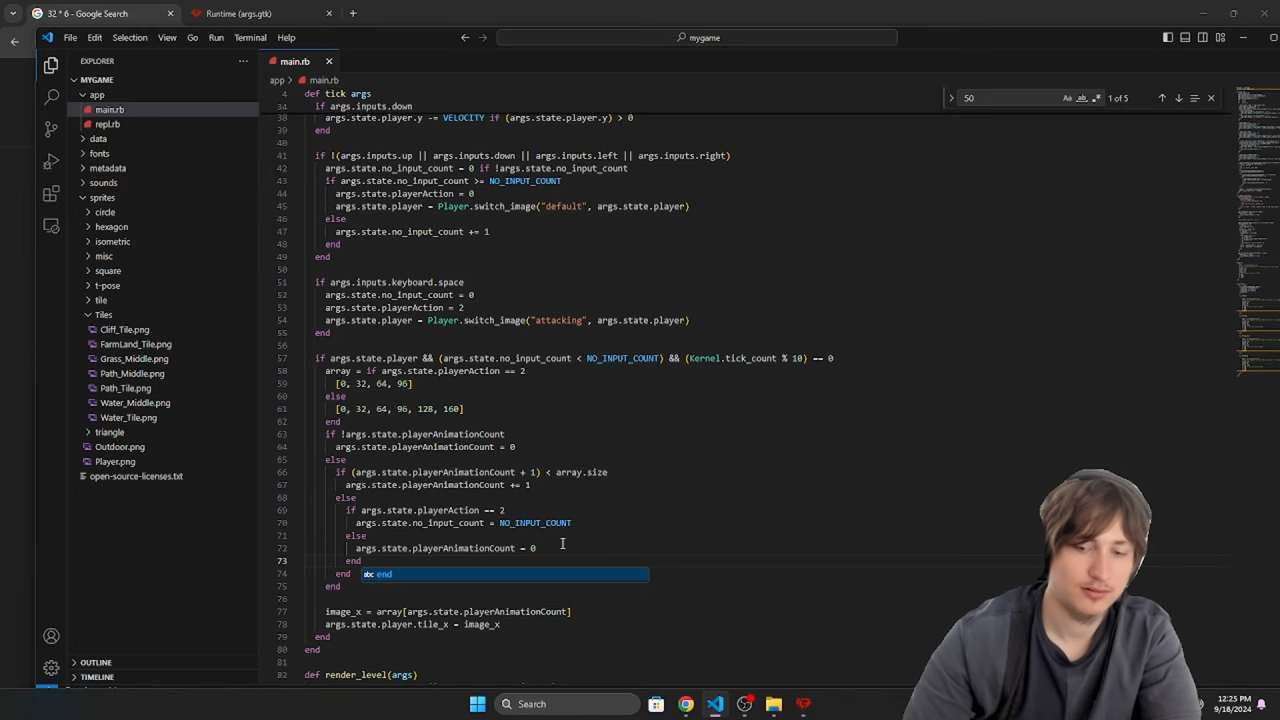 32 * 6 - Google Search
Runtime (args.gtk)
File Edit Selection View Go Run Terminal Help
mygame
EXPLORER
main.rb
MYGAME
app
main.rb
repl.rb
data
fonts
metadata
sounds
sprites
circle
hexagon
isometric
misc
square
t-pose
tile
Tiles
Cliff_Tile.png
FarmLand_Tile.png
Grass_Middle.png
Path_Middle.png
Path_Tile.png
Water_Middle.png
Water_Tile.png
triangle
Outdoor.png
Player.png
open-source-licenses.txt
OUTLINE
TIMELINE
app > main.rb
50
Aa ab 1 of 5
4 def tick args
34 if args.inputs.down
38 args.state.player.y -= VELOCITY if (args.state.player.y) > 0
39 end
40
41 if !(args.inputs.up || args.inputs.down || args.inputs.left || args.inputs.right)
42 args.state.no_input_count = 0 if !args.state.no_input_count
43 if args.state.no_input_count >= NO_INPUT_COUNT
44 args.state.playerAction = 0
45 args.state.player = Player.switch_image("default", args.state.player)
46 else
47 args.state.no_input_count += 1
48 end
49 end
50
51 if args.inputs.keyboard.space
52 args.state.no_input_count = 0
53 args.state.playerAction = 2
54 args.state.player = Player.switch_image("attacking", args.state.player)
55 end
56
57 if args.state.player && (args.state.no_input_count < NO_INPUT_COUNT) && (Kernel.tick_count % 10) == 0
58 array = if args.state.playerAction == 2
59 [0, 32, 64, 96]
60 else
61 [0, 32, 64, 96, 128, 160]
62 end
63 if !args.state.playerAnimationCount
64 args.state.playerAnimationCount = 0
65 else
66 if (args.state.playerAnimationCount + 1) < array.size
67 args.state.playerAnimationCount += 1
68 else
69 if args.state.playerAction == 2
70 args.state.no_input_count = NO_INPUT_COUNT
71 else
72 args.state.playerAnimationCount = 0
73 end
74 end
abc end
75 end
76
77 image_x = array[args.state.playerAnimationCount]
78 args.state.player.tile_x = image_x
79 end
80 end
81
82 def render_level(args)
Search
12:25 PM
9/18/2024